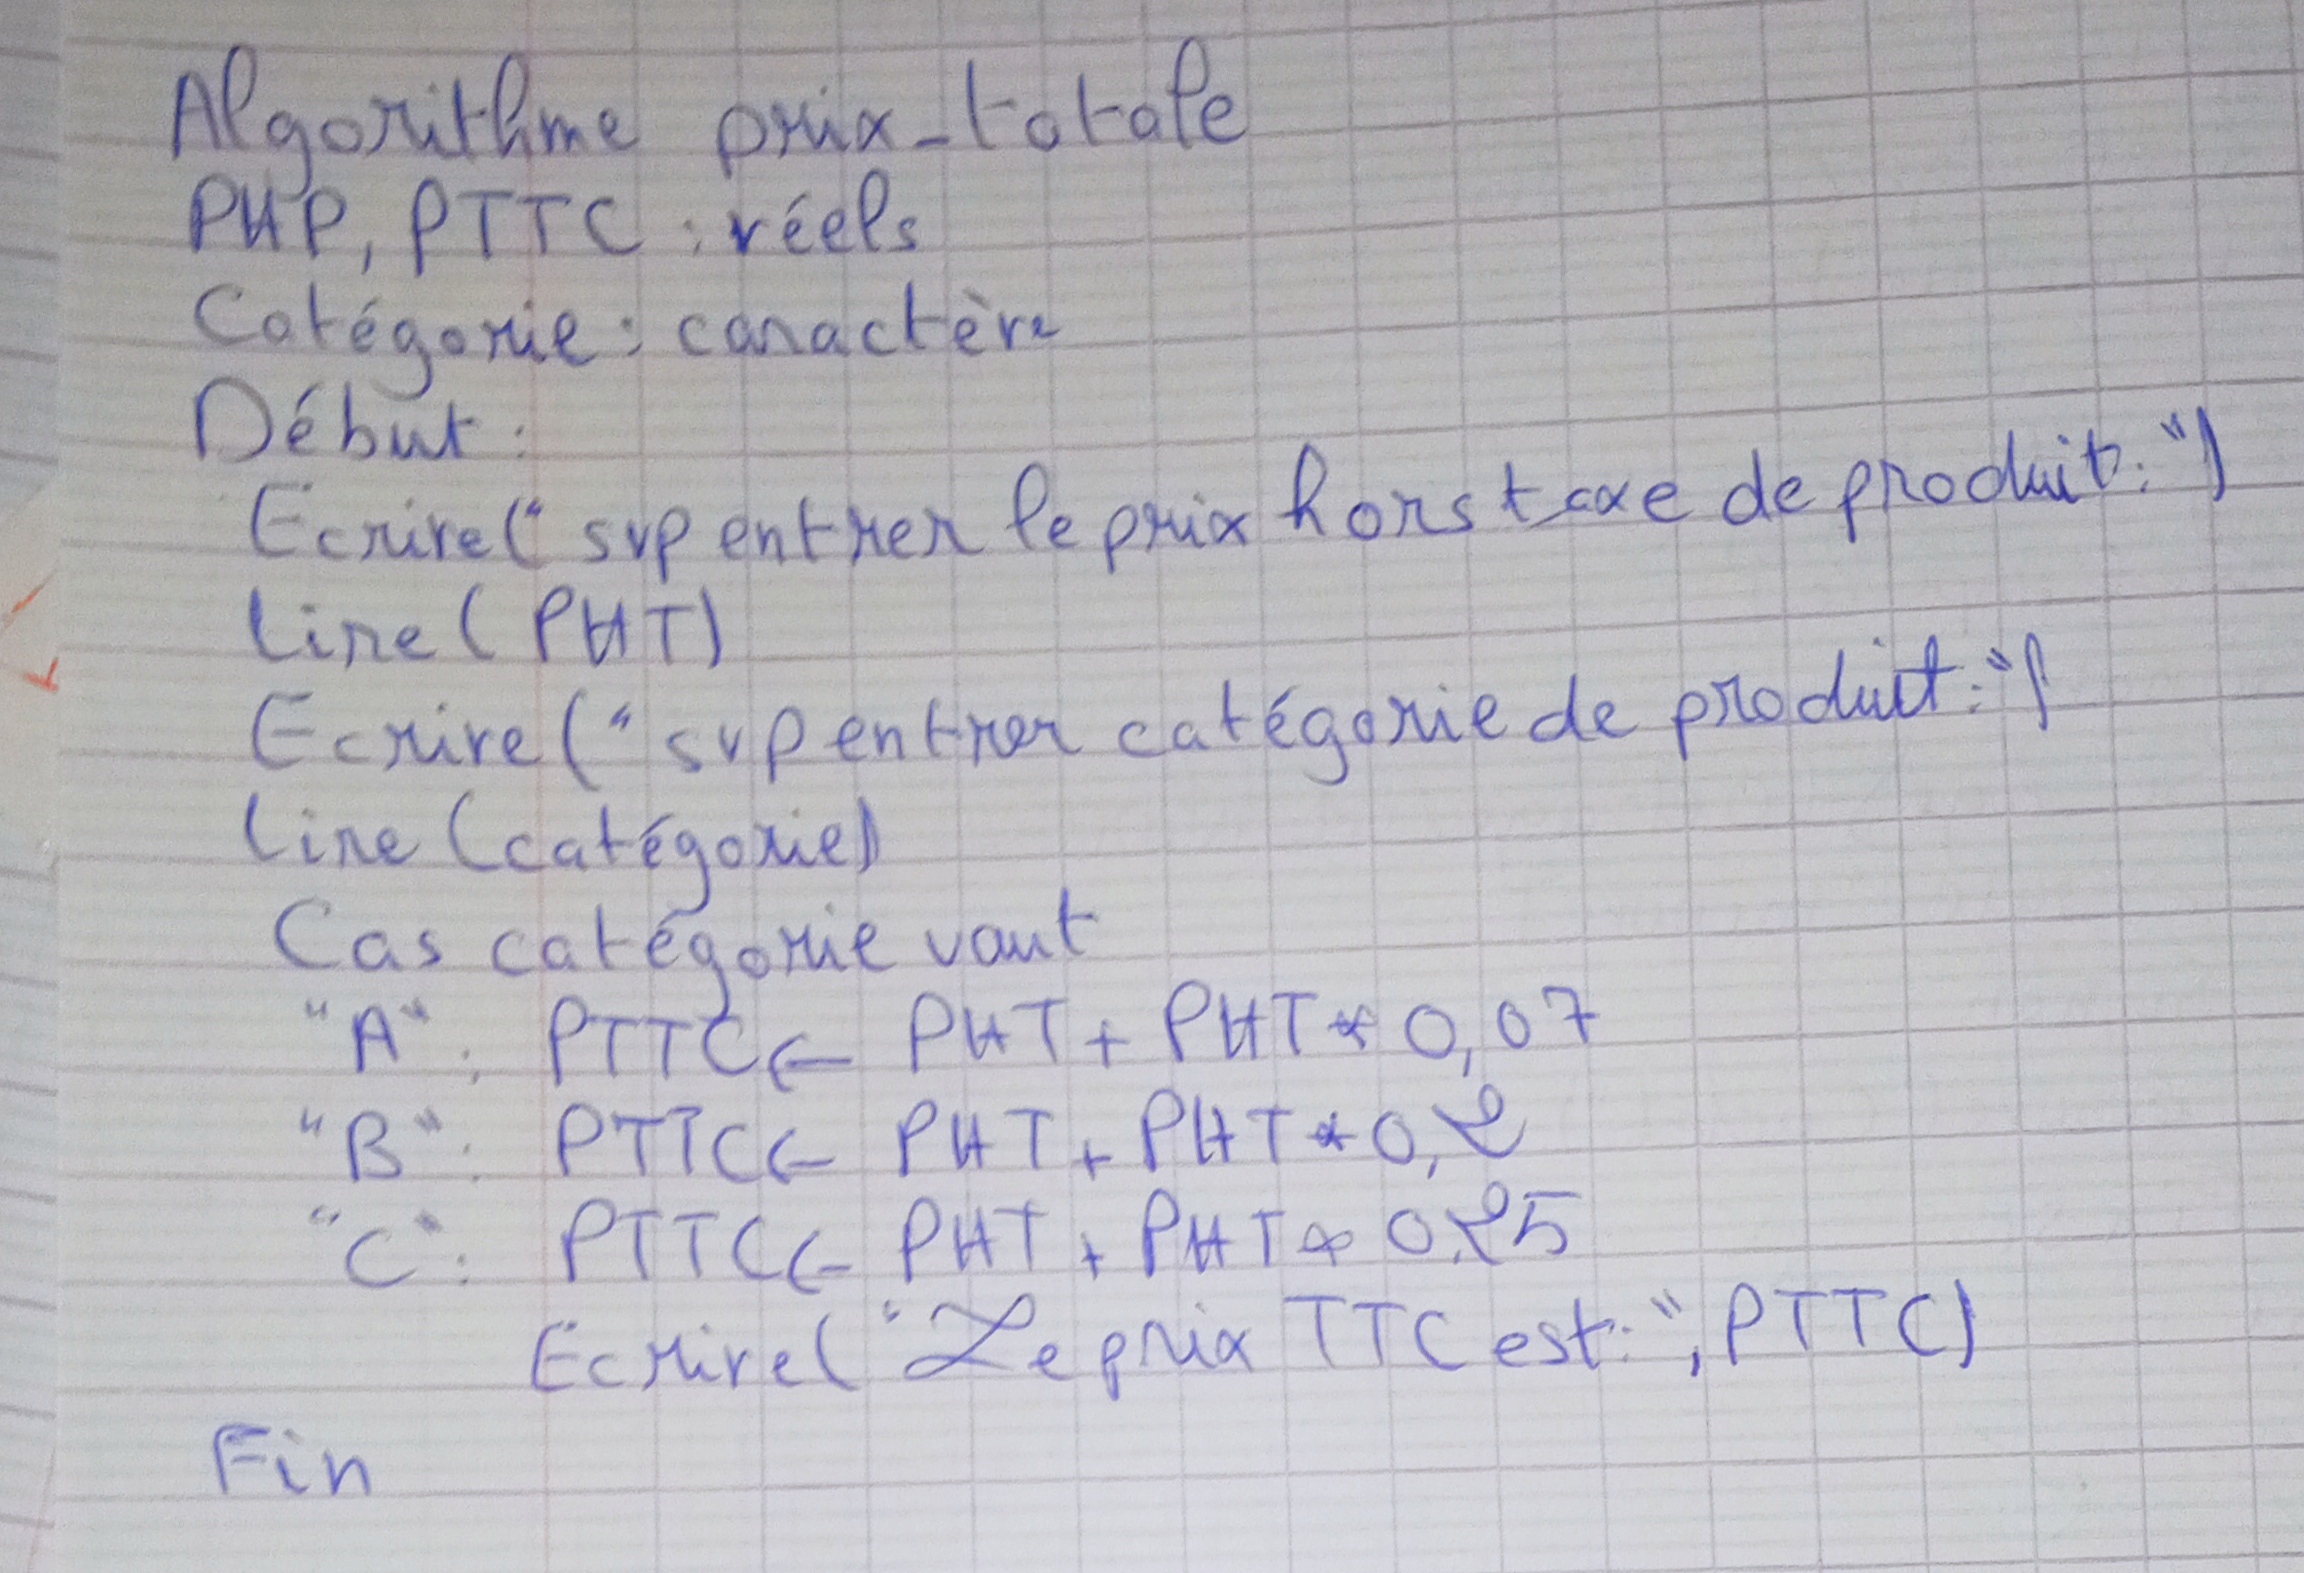 Algorithme prix_totale
PHP, PTTC : réels
Catégorie : caractère
Début :
Ecrire(" svp entrer le prix hors taxe de produit : ")
lire (PHT)
Ecrire (" svp entrer catégorie de produit : ")
lire (catégorie)
Cas catégorie vaut
"A" : PTTC ← PHT + PHT * 0,07
"B" : PTTC ← PHT + PHT * 0,2
"C" : PTTC ← PHT + PHT * 0,25
Ecrire( " Le prix TTC est : ", PTTC)
Fin